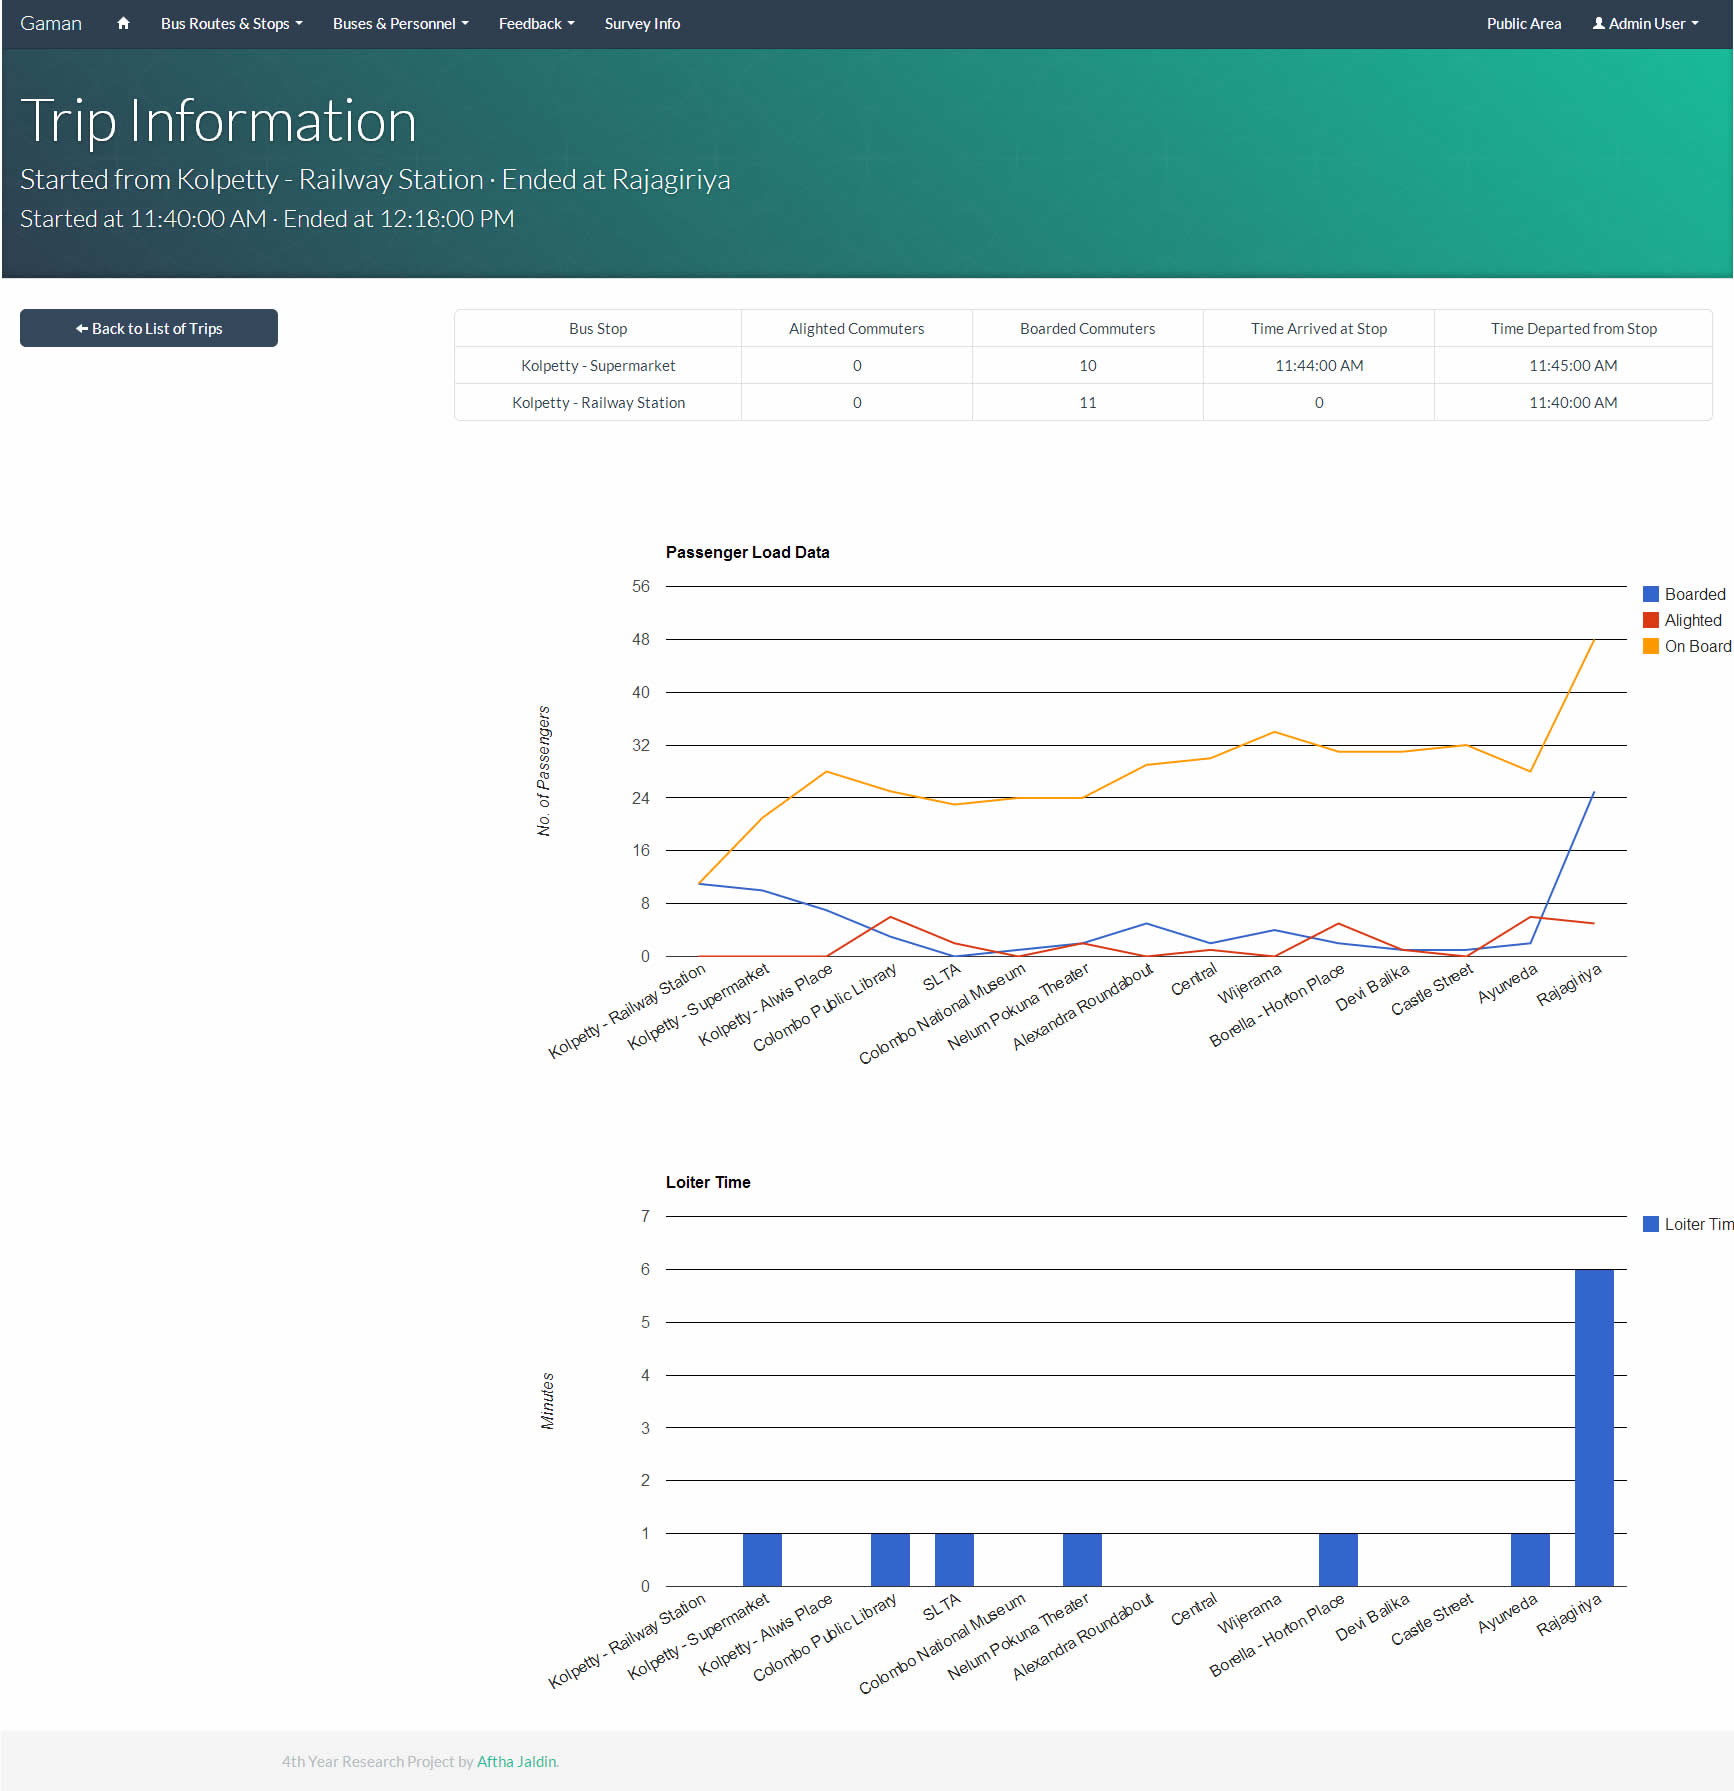 Gaman Bus Routes & Stops Buses & Personnel Feedback Survey Info Public Area Admin User
Trip Information
Started from Kolpetty - Railway Station · Ended at Rajagiriya
Started at 11:40:00 AM · Ended at 12:18:00 PM
Back to List of Trips
Bus Stop Alighted Commuters Boarded Commuters Time Arrived at Stop Time Departed from Stop
Kolpetty - Supermarket 0 10 11:44:00 AM 11:45:00 AM
Kolpetty - Railway Station 0 11 0 11:40:00 AM
Passenger Load Data
56
48
40
32
24
16
8
0
No. of Passengers
Boarded
Alighted
On Board
Kolpetty - Railway Station
Kolpetty - Supermarket
Kolpetty - Alwis Place
Colombo Public Library
SLTA
Colombo National Museum
Nelum Pokuna Theater
Alexandra Roundabout
Central
Wijerama
Borella - Horton Place
Devi Balika
Castle Street
Ayurveda
Rajagiriya
Loiter Time
7
6
5
4
3
2
1
0
Minutes
Loiter Tim
Kolpetty - Railway Station
Kolpetty - Supermarket
Kolpetty - Alwis Place
Colombo Public Library
SLTA
Colombo National Museum
Nelum Pokuna Theater
Alexandra Roundabout
Central
Wijerama
Borella - Horton Place
Devi Balika
Castle Street
Ayurveda
Rajagiriya
4th Year Research Project by Aftha Jaldin.